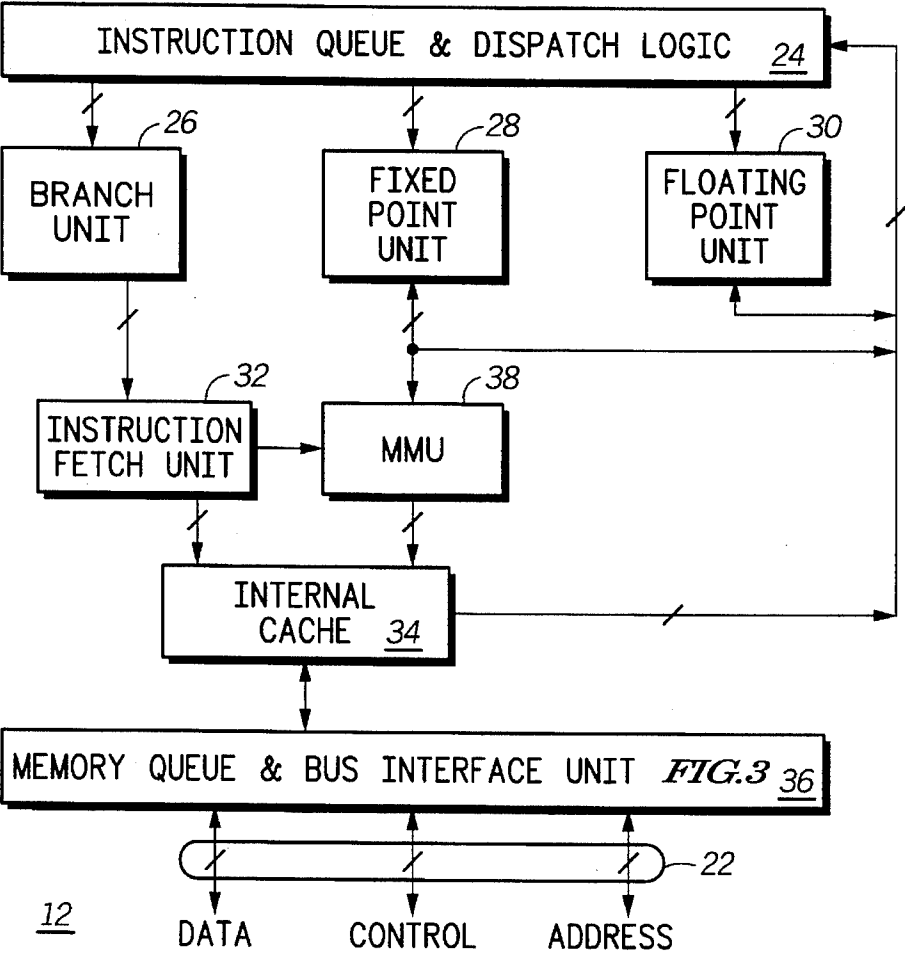 INSTRUCTION QUEUE & DISPATCH LOGIC 24
26
28
30
BRANCH
UNIT
FIXED
POINT
UNIT
FLOATING
POINT
UNIT
32
38
INSTRUCTION
FETCH UNIT
MMU
INTERNAL
CACHE 34
MEMORY QUEUE & BUS INTERFACE UNIT FIG.3 36
22
12
DATA
CONTROL
ADDRESS